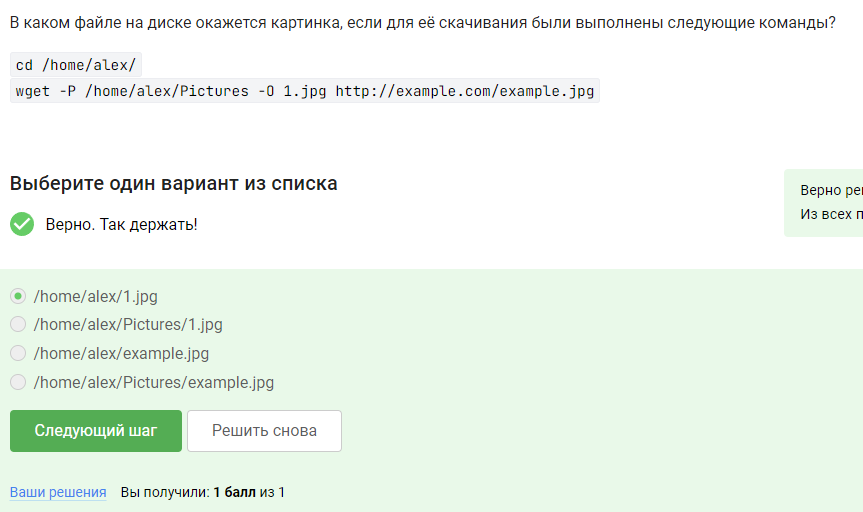 В каком файле на диске окажется картинка, если для её скачивания были выполнены следующие команды?
cd /home/alex/
wget -P /home/alex/Pictures -O 1.jpg http://example.com/example.jpg
Выберите один вариант из списка
Верно. Так держать!
Верно
Из всех
/home/alex/1.jpg
/home/alex/Pictures/1.jpg
/home/alex/example.jpg
/home/alex/Pictures/example.jpg
Следующий шаг
Решить снова
Ваши решения Вы получили: 1 балл из 1